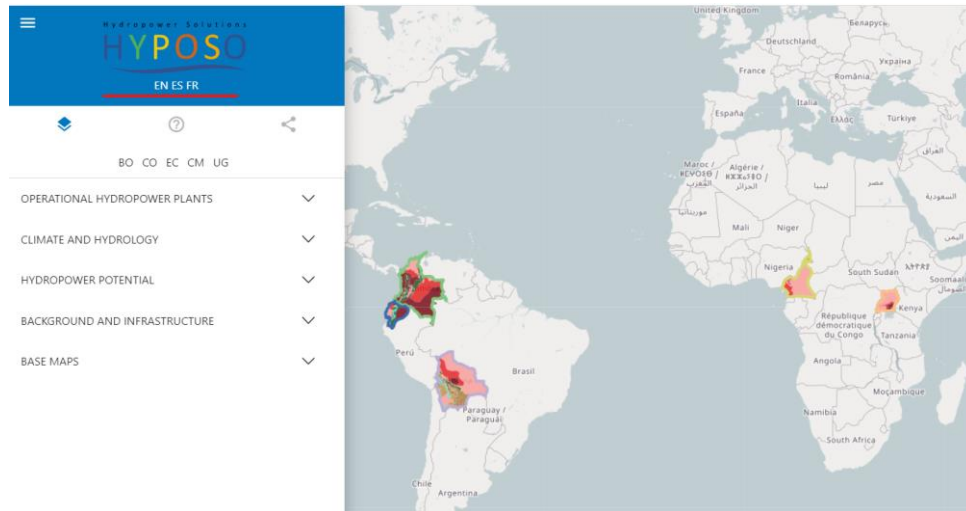 Hydropower Solutions
HYPOSO
EN ES FR
BO CO EC CM UG
OPERATIONAL HYDROPOWER PLANTS
CLIMATE AND HYDROLOGY
HYDROPOWER POTENTIAL
BACKGROUND AND INFRASTRUCTURE
BASE MAPS
United Kingdom
Беларусь
Deutschland
Україна
France
România
Italia
España
Ελλάς
Türkiye
العراق
Maroc /
Algérie /
المغرب
الجزائر
ليبيا
مصر
السعودية
موريتانيا
Mali
Niger
اليمن
Nigeria
South Sudan
Kenya
République
démocratique
du Congo
Tanzania
Perú
Brasil
Angola
Moçambique
Paraguay /
Paraguái
Namibia
South Africa
Chile
Argentina